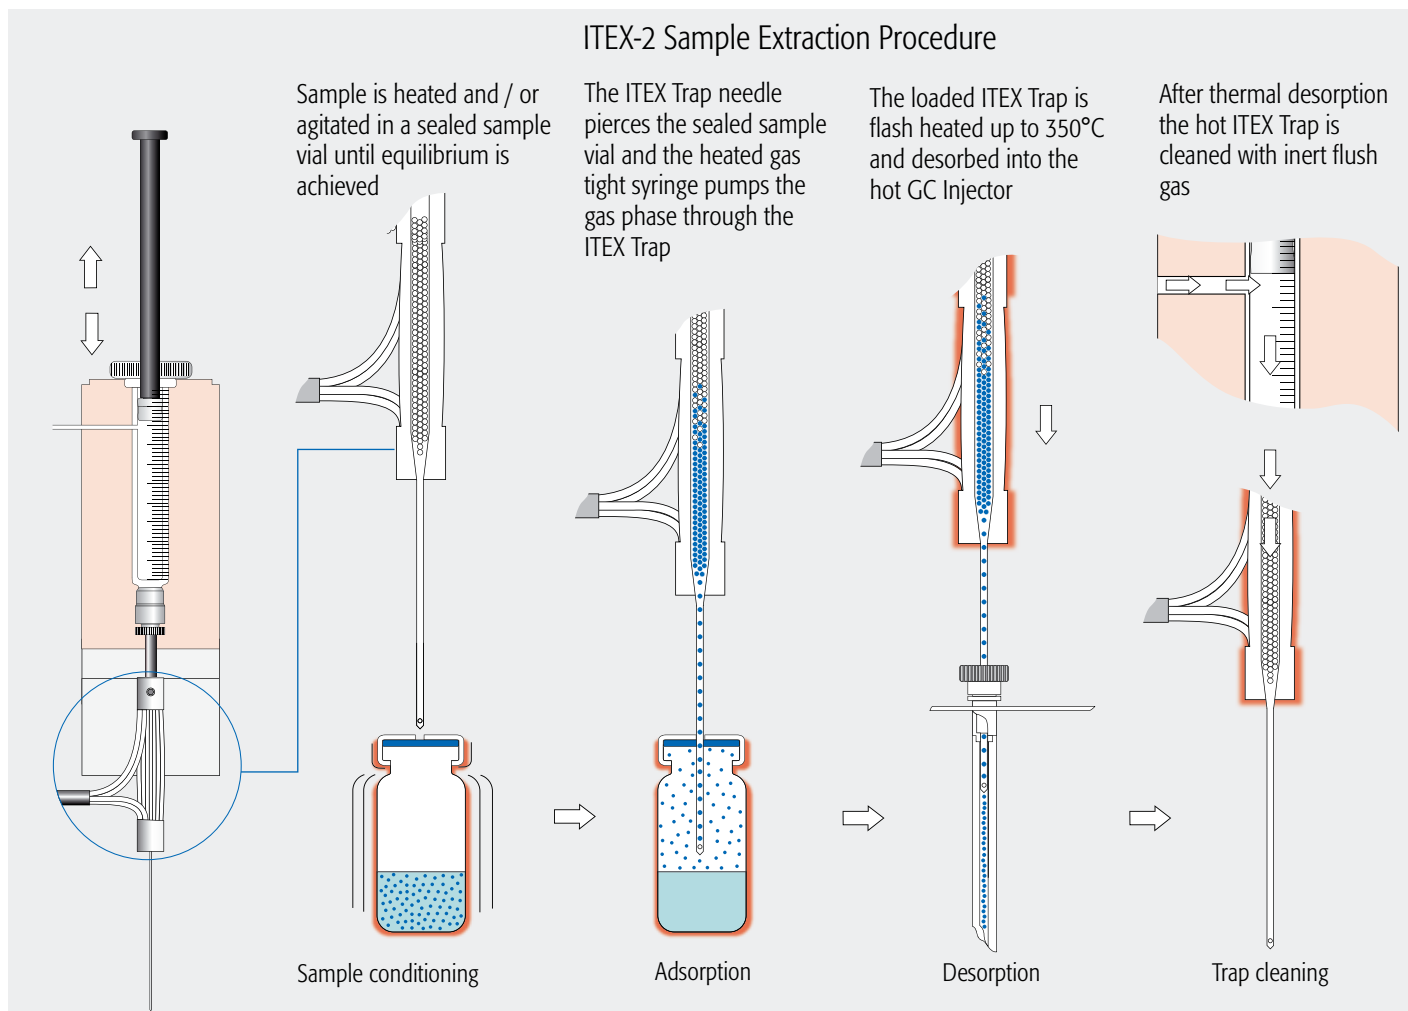 ITEX-2 Sample Extraction Procedure
Sample is heated and / or
agitated in a sealed sample
vial until equilibrium is
achieved
The ITEX Trap needle
pierces the sealed sample
vial and the heated gas
tight syringe pumps the
gas phase through the
ITEX Trap
The loaded ITEX Trap is
flash heated up to 350°C
and desorbed into the
hot GC Injector
After thermal desorption
the hot ITEX Trap is
cleaned with inert flush
gas
Sample conditioning
Adsorption
Desorption
Trap cleaning